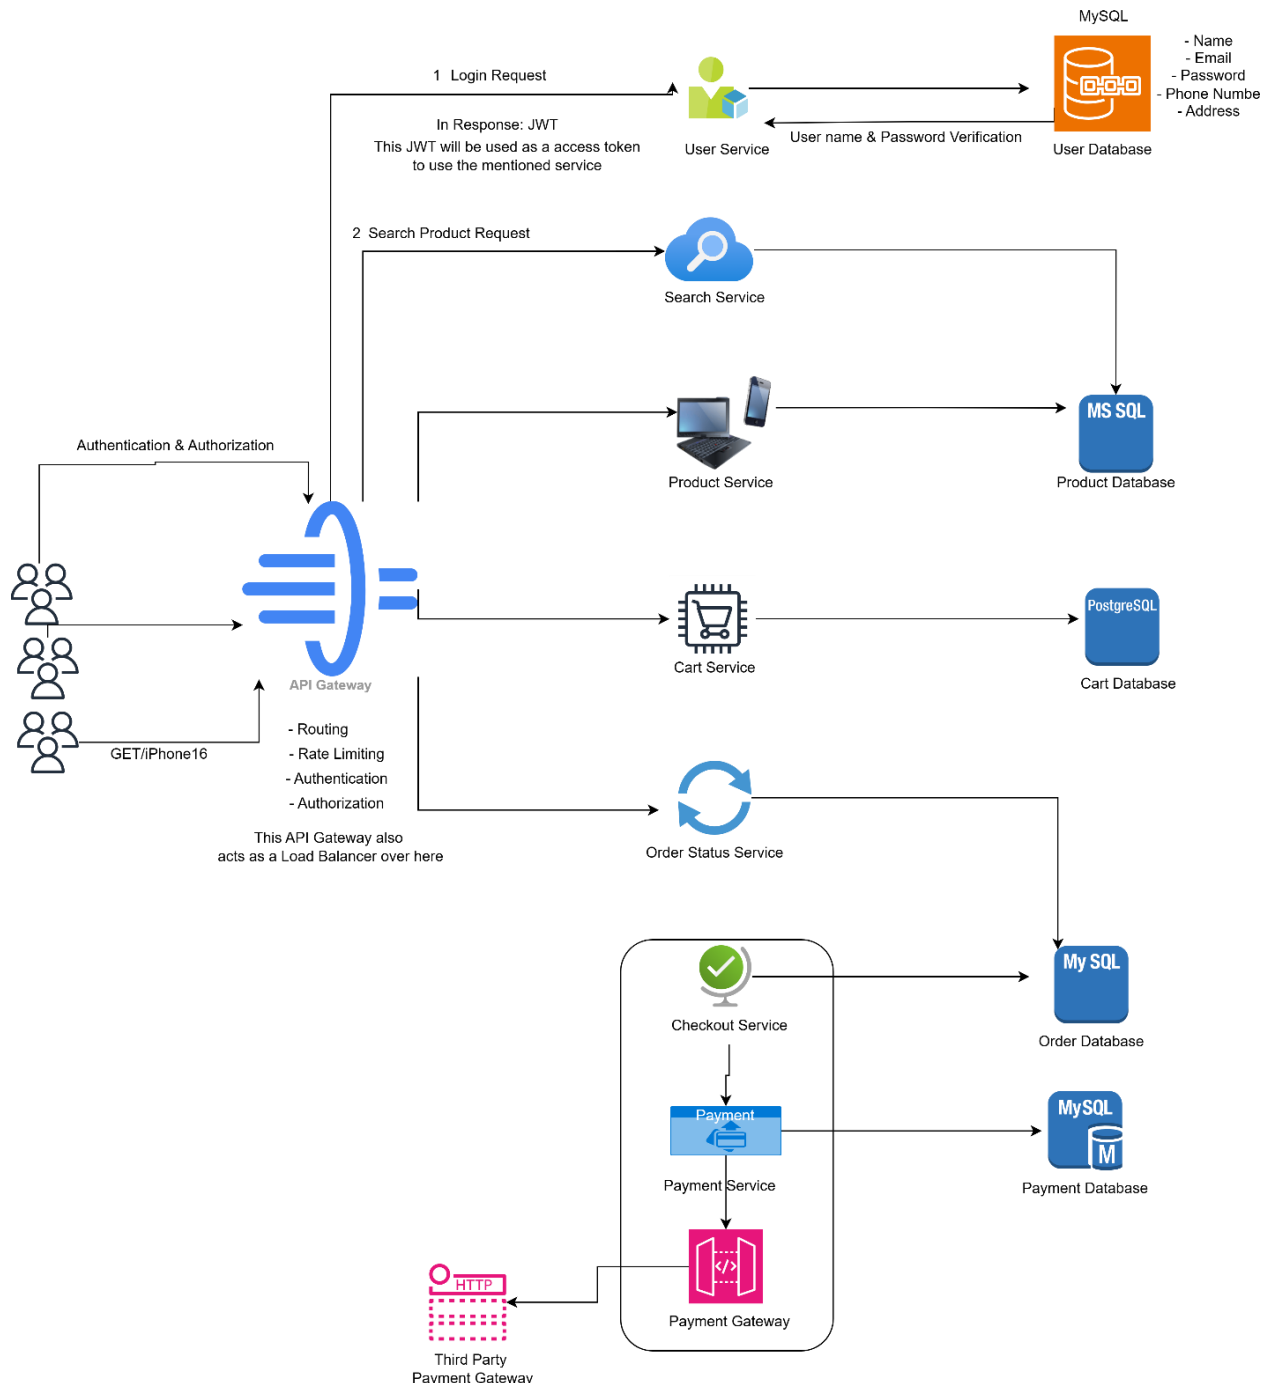 MySQL
- Name
- Email
- Password
- Phone Numbe
- Address
1 Login Request
In Response: JWT
This JWT will be used as a access token
to use the mentioned service
User Service
User name & Password Verification
User Database
2 Search Product Request
Search Service
MS SQL
Product Service
Product Database
Authentication & Authorization
API Gateway
PostgreSQL
Cart Service
Cart Database
GET/iPhone16
- Routing
- Rate Limiting
- Authentication
- Authorization
This API Gateway also
acts as a Load Balancer over here
Order Status Service
My SQL
Checkout Service
Order Database
Payment
MySQL
M
Payment Service
Payment Database
</>
HTTP
Payment Gateway
Third Party
Payment Gateway